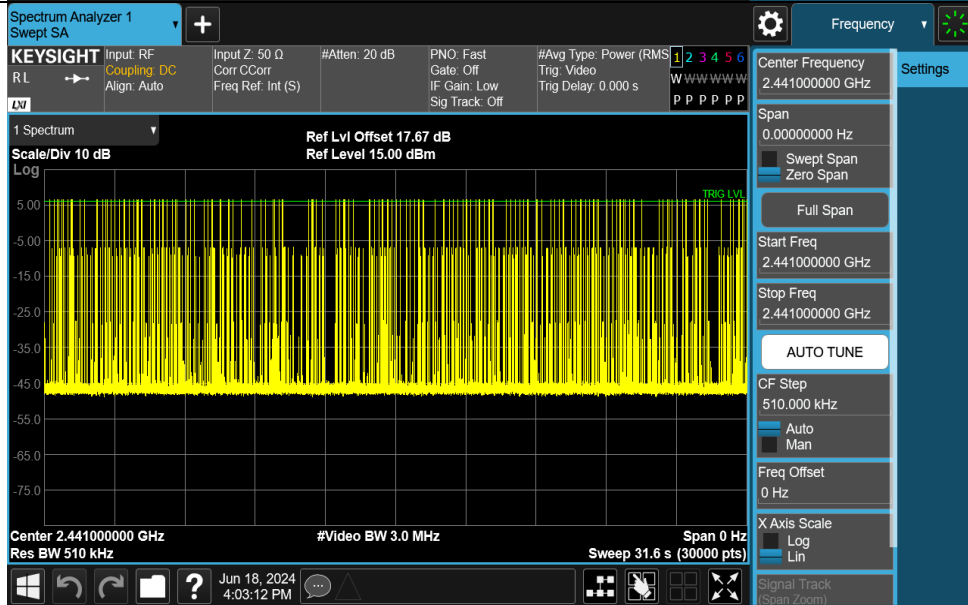 Spectrum Analyzer 1
Swept SA
+
Frequency
KEYSIGHT
R L
LXI
Input: RF
Coupling: DC
Align: Auto
Input Z: 50 Ω
Corr CCorr
Freq Ref: Int (S)
#Atten: 20 dB
PNO: Fast
Gate: Off
IF Gain: Low
Sig Track: Off
#Avg Type: Power (RMS
Trig: Video
Trig Delay: 0.000 s
1 2 3 4 5 6
W W W W W W
P P P P P P
1 Spectrum
Scale/Div 10 dB
Log
Ref Lvl Offset 17.67 dB
Ref Level 15.00 dBm
TRIG LVL
5.00
-5.00
-15.0
-25.0
-35.0
-45.0
-55.0
-65.0
-75.0
Center 2.441000000 GHz
Res BW 510 kHz
#Video BW 3.0 MHz
Span 0 Hz
Sweep 31.6 s (30000 pts)
Center Frequency
2.441000000 GHz
Span
0.00000000 Hz
Swept Span
Zero Span
Full Span
Start Freq
2.441000000 GHz
Stop Freq
2.441000000 GHz
AUTO TUNE
CF Step
510.000 kHz
Auto
Man
Freq Offset
0 Hz
X Axis Scale
Log
Lin
Signal Track
(Span Zoom)
Settings
?
Jun 18, 2024
4:03:12 PM